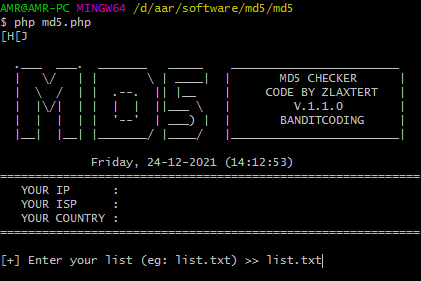 AMR@AMR-PC MINGW64 /d/aar/software/md5/md5
$ php md5.php
[H[J
MD5
MD5 CHECKER
CODE BY ZLAXTERT
V.1.1.0
BANDITCODING
Friday, 24-12-2021 (14:12:53)
YOUR IP :
YOUR ISP :
YOUR COUNTRY :
[+] Enter your list (eg: list.txt) >> list.txt